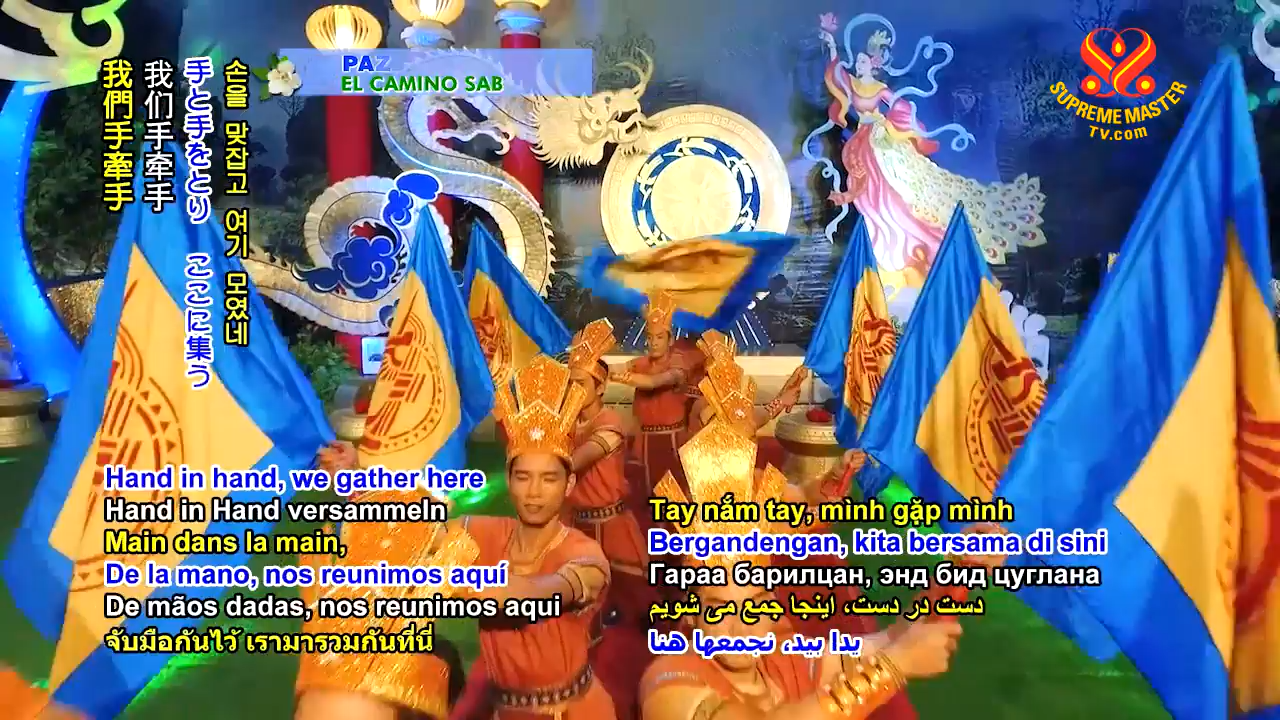 PAZ
EL CAMINO SAB
SUPREME MASTER
TV.com
손을 맞잡고 여기 모였네
手と手をとり ここに集う
我们手牵手
我們手牽手
Hand in hand, we gather here
Hand in Hand versammeln
Main dans la main,
De la mano, nos reunimos aquí
De mãos dadas, nos reunimos aqui
จับมือกันไว้ เรามารวมกันที่นี่
Tay nắm tay, mình gặp mình
Bergandengan, kita bersama di sini
Гараа барилцан, энд бид цуглана
دست در دست، اینجا جمع می شویم
يدا بيد، نجمعها هنا